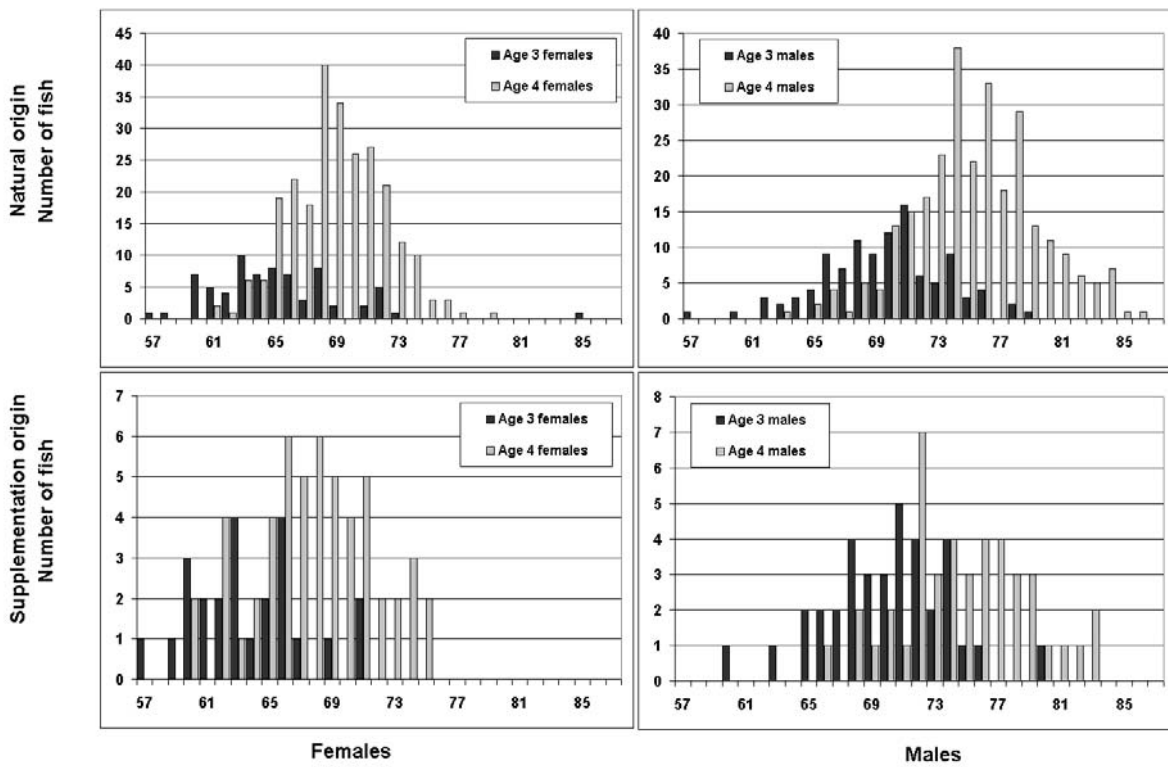 Natural origin
Number of fish
45
40
35
30
25
20
15
10
5
0
Age 3 females
Age 4 females
57 61 65 69 73 77 81 85
40
35
30
25
20
15
10
5
0
Age 3 males
Age 4 males
57 61 65 69 73 77 81 85
Supplementation origin
Number of fish
7
6
5
4
3
2
1
0
Age 3 females
Age 4 females
57 61 65 69 73 77 81 85
Females
8
7
6
5
4
3
2
1
0
Age 3 males
Age 4 males
57 61 65 69 73 77 81 85
Males